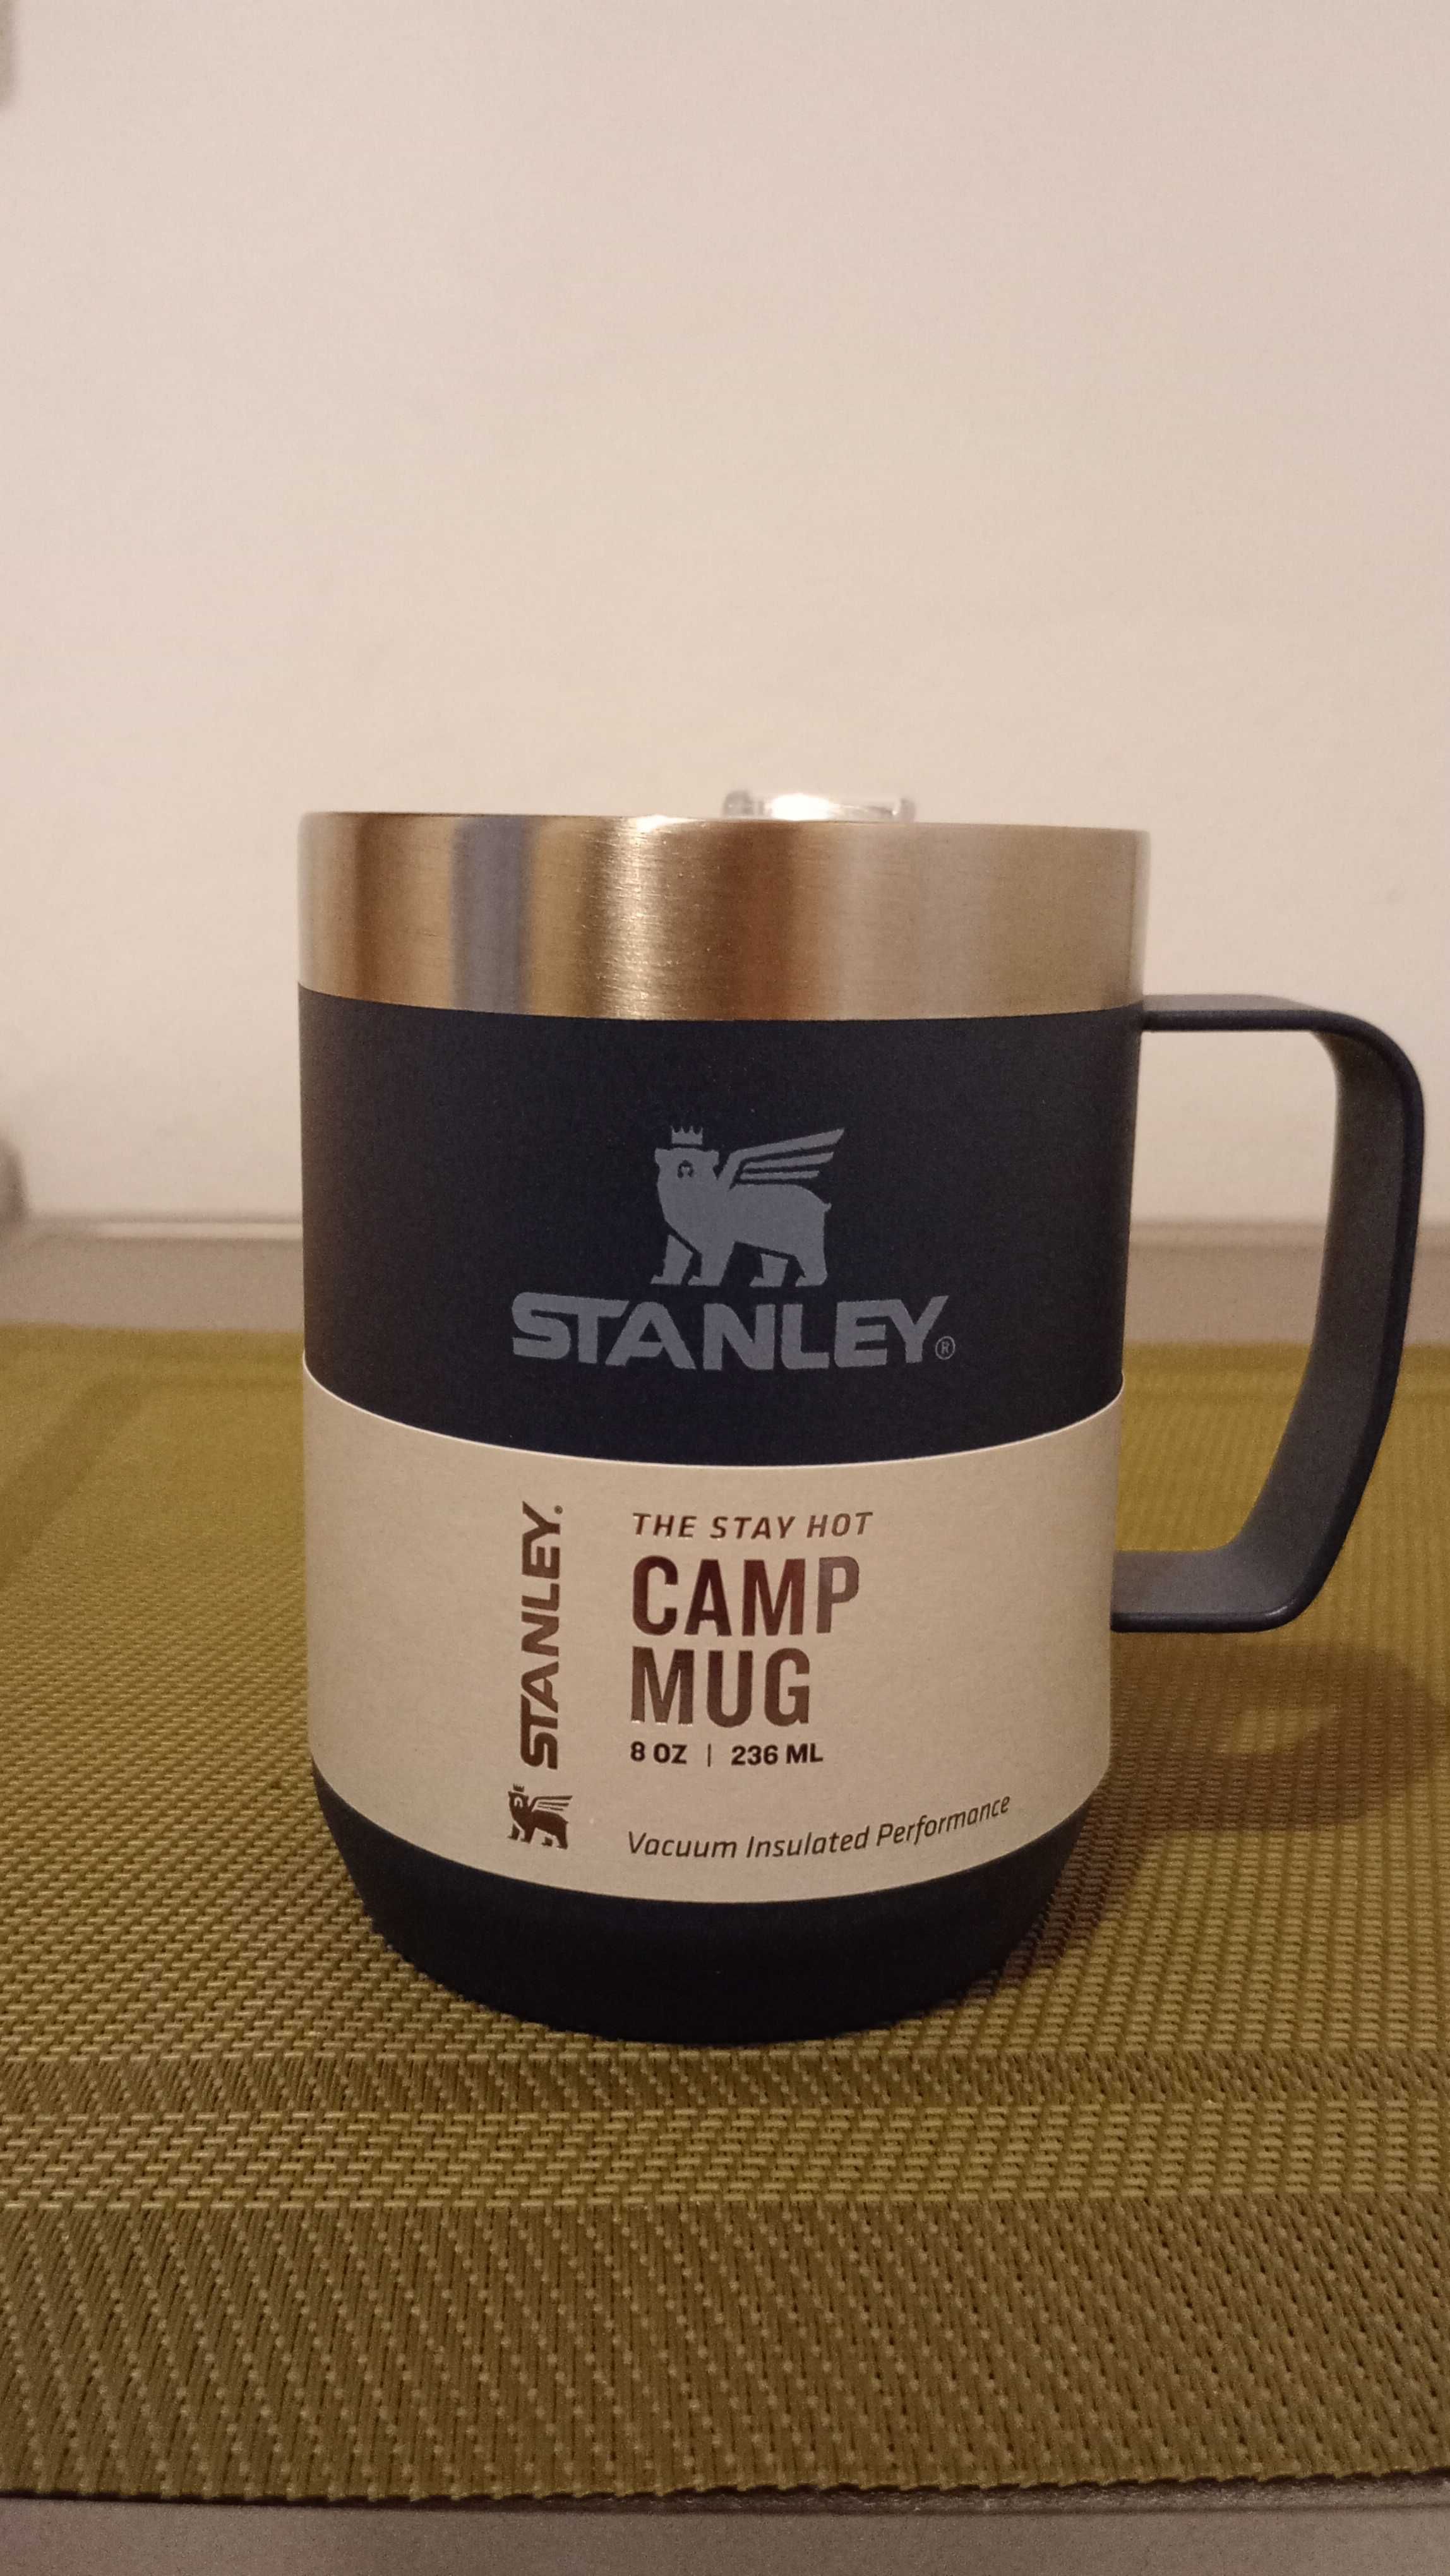 STANLEY®
STANLEY®
THE STAY HOT
CAMP
MUG
8 OZ | 236 ML
Vacuum Insulated Performance